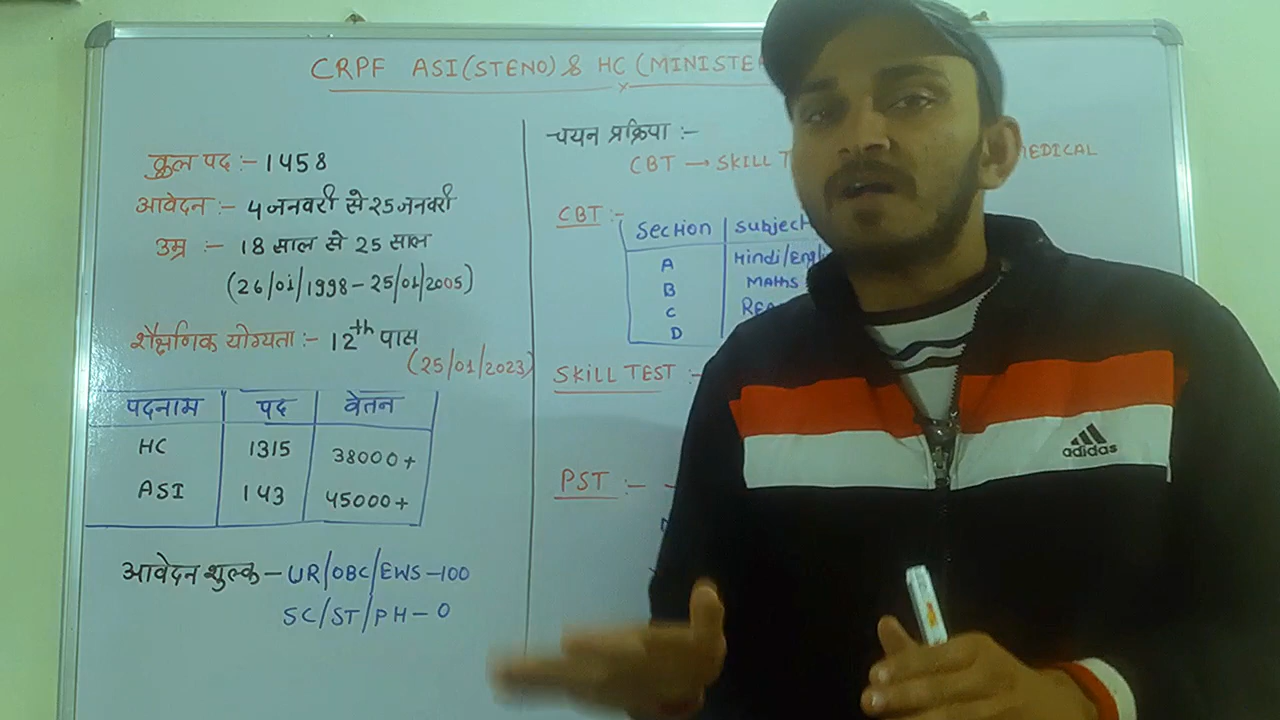 CRPF ASI(STENO) & HC (MINISTE
कुल पद :- 1458
आवेदन :- 4 जनवरी से 25 जनवरी
उम्र :- 18 साल से 25 साल
(26/01/1998 - 25/01/2005)
शैक्षणिक योग्यता :- 12th पास
(25/01/2023)
पदनाम पद वेतन
HC 1315 38000+
ASI 143 45000+
आवेदन शुल्क - UR/OBC/EWS - 100
SC/ST/PH - 0
चयन प्रक्रिया :-
CBT → SKILL T EDICAL
CBT :-
Section Subject
A Hindi/Engli
B Maths
C REA
D
SKILL TEST :-
PST :-
adidas